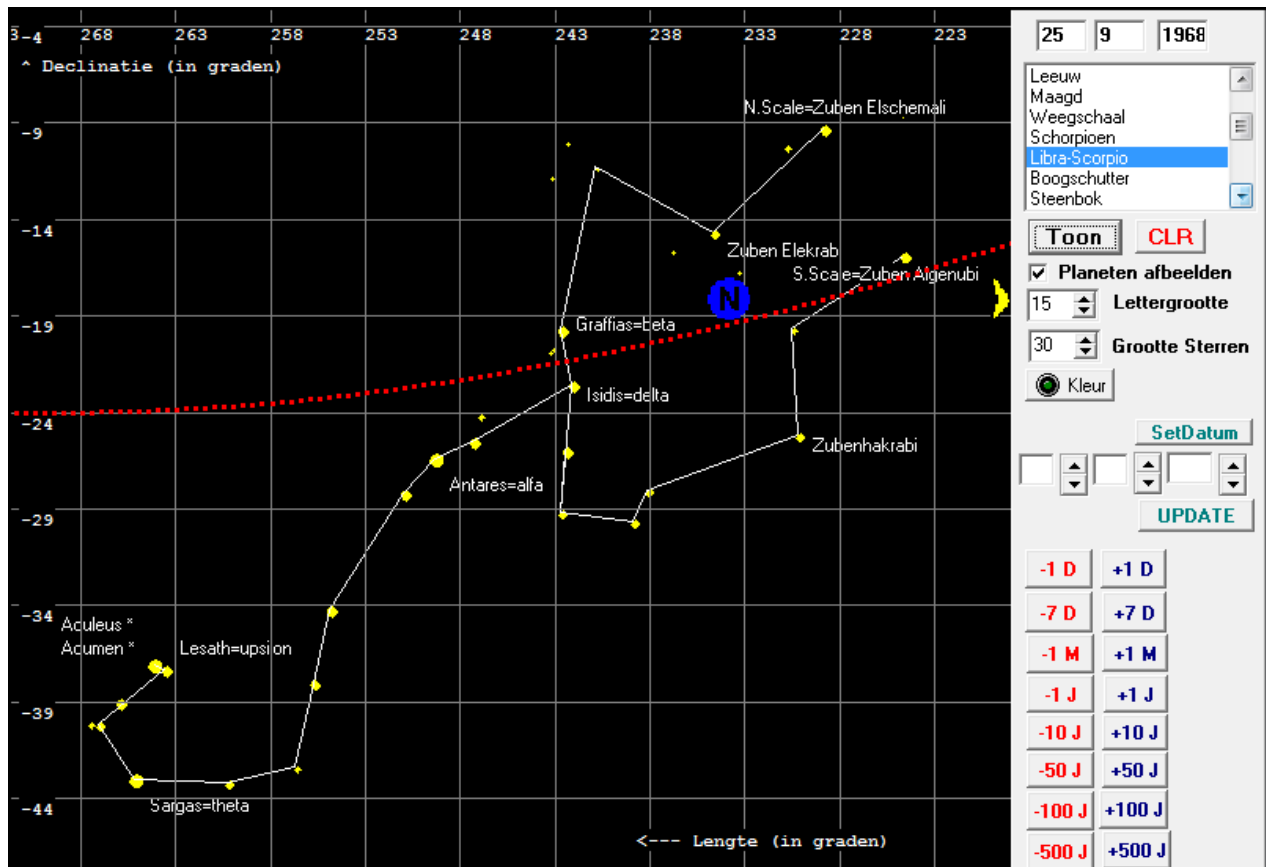 3-4 268 263 258 253 248 243 238 233 228 223
^ Declinatie (in graden)
N.Scale=Zuben Elschemali
-9
-14
Zuben Elekrab
S.Scale=Zuben Algenubi
N
-19
Graffias=beta
Isidis=delta
-24
Zubenhakrabi
Antares=alfa
-29
-34
Aculeus *
Acumen * Lesath=upsion
-39
Sargas=theta
-44
<--- Lengte (in graden)
25 9 1968
Leeuw
Maagd
Weegschaal
Schorpioen
Libra-Scorpio
Boogschutter
Steenbok
Toon CLR
Planeten afbeelden
15 Lettergrootte
30 Grootte Sterren
Kleur
SetDatum
UPDATE
-1 D +1 D
-7 D +7 D
-1 M +1 M
-1 J +1 J
-10 J +10 J
-50 J +50 J
-100 J +100 J
-500 J +500 J